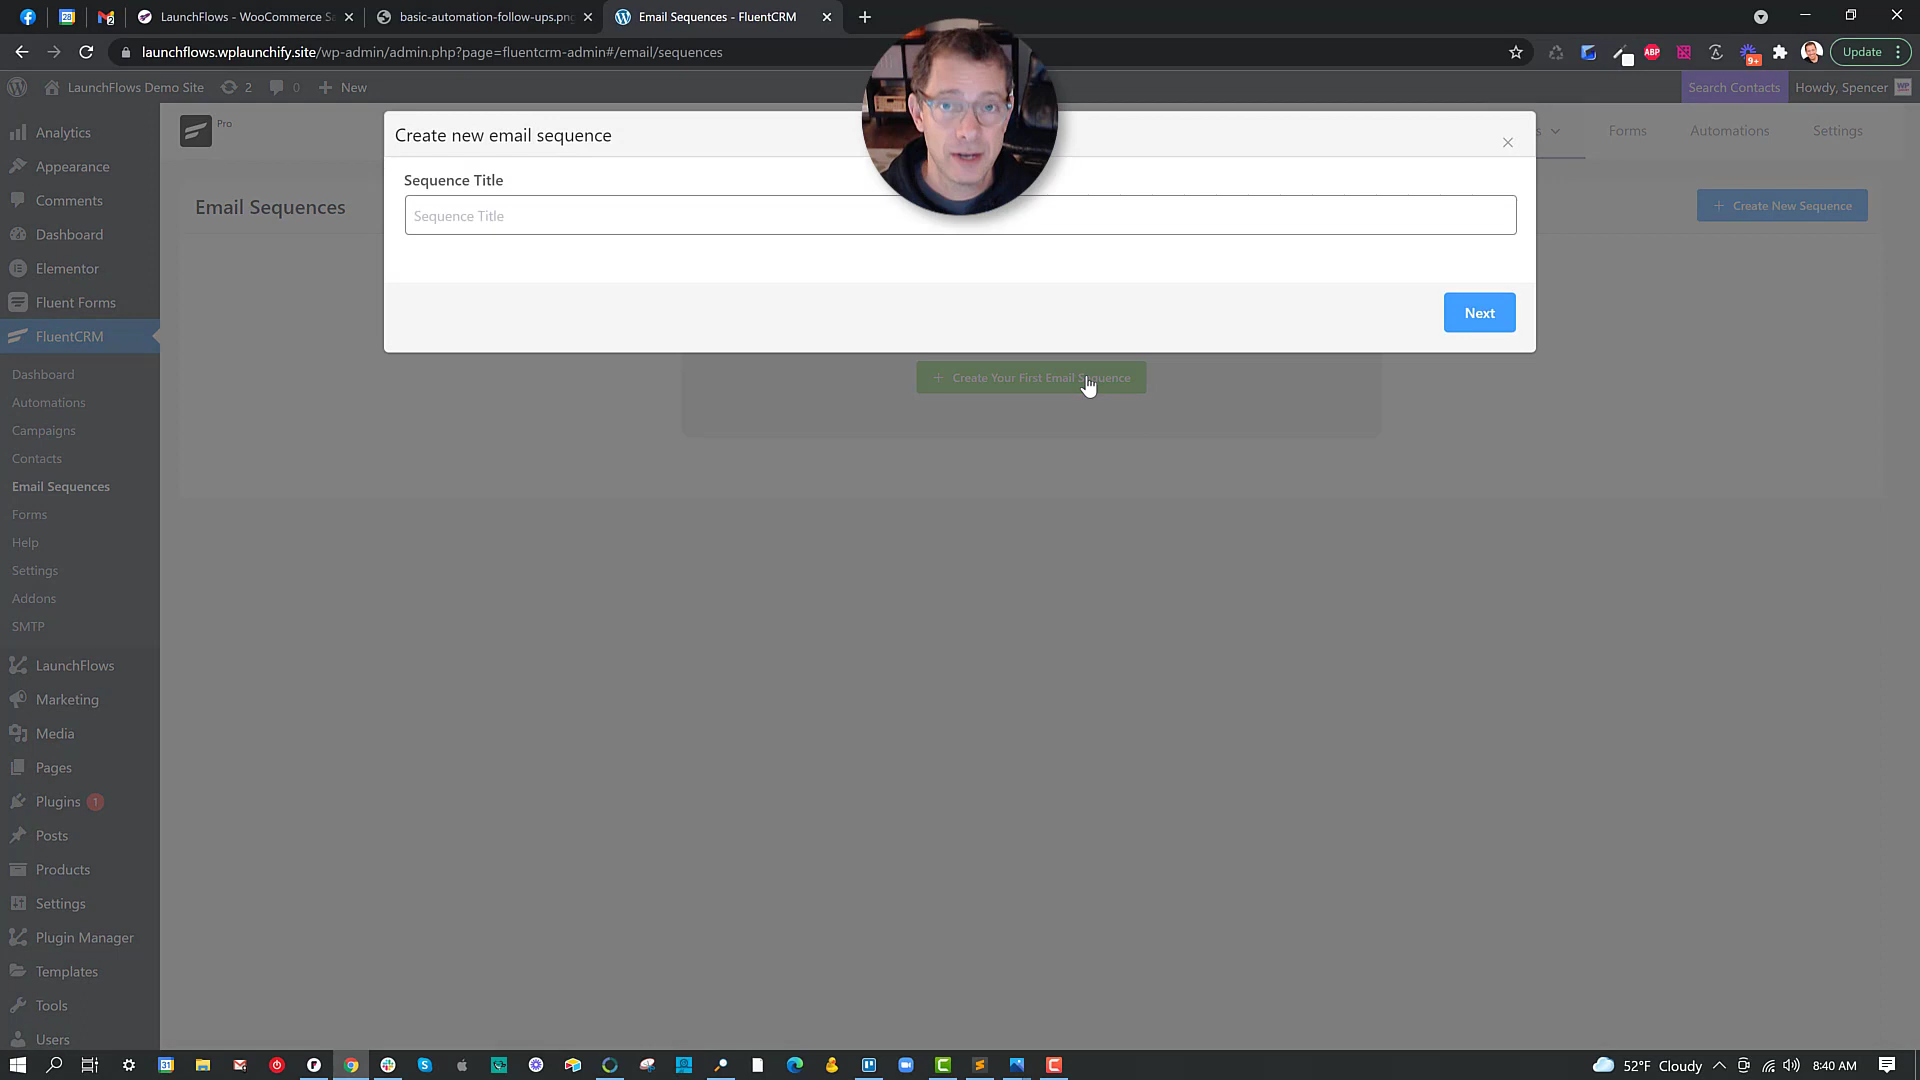 LaunchFlows - WooCommerce S
basic-automation-follow-ups.png
Email Sequences - FluentCRM
launchflows.wplaunchify.site/wp-admin/admin.php?page=fluentcrm-admin#/email/sequences
ABP
9+
Update
LaunchFlows Demo Site
2
0
New
Search Contacts
Howdy, Spencer
Analytics
Appearance
Comments
Dashboard
Elementor
Fluent Forms
FluentCRM
Dashboard
Automations
Campaigns
Contacts
Email Sequences
Forms
Help
Settings
Addons
SMTP
LaunchFlows
Marketing
Media
Pages
Plugins 1
Posts
Products
Settings
Plugin Manager
Templates
Tools
Users
Pro
Forms
Automations
Settings
Email Sequences
Create New Sequence
Create new email sequence
Sequence Title
Sequence Title
Next
Create Your First Email Sequence
52°F Cloudy
8:40 AM